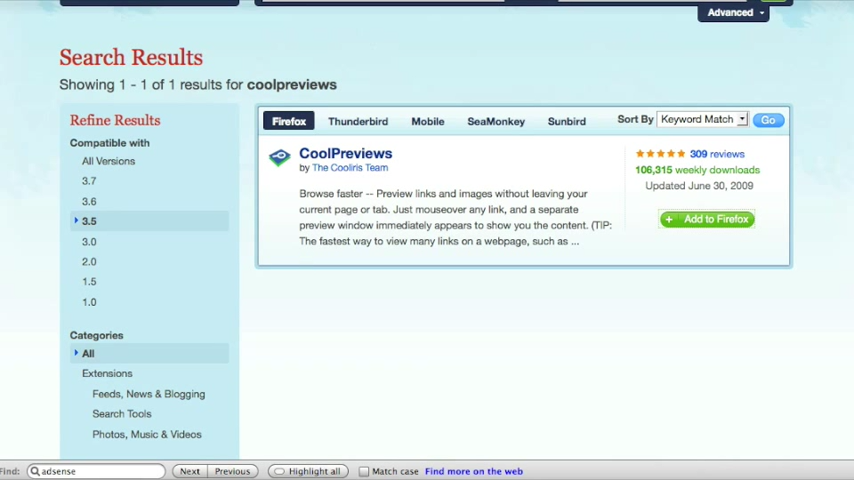 Advanced
Search Results
Showing 1 - 1 of 1 results for coolpreviews
Refine Results
Compatible with
All Versions
3.7
3.6
3.5
3.0
2.0
1.5
1.0
Categories
All
Extensions
Feeds, News & Blogging
Search Tools
Photos, Music & Videos
Firefox Thunderbird Mobile SeaMonkey Sunbird Sort By Keyword Match Go
CoolPreviews
by The Cooliris Team
Browse faster -- Preview links and images without leaving your
current page or tab. Just mouseover any link, and a separate
preview window immediately appears to show you the content. (TIP:
The fastest way to view many links on a webpage, such as ...
309 reviews
106,315 weekly downloads
Updated June 30, 2009
+ Add to Firefox
Find: adsense Next Previous Highlight all Match case Find more on the web